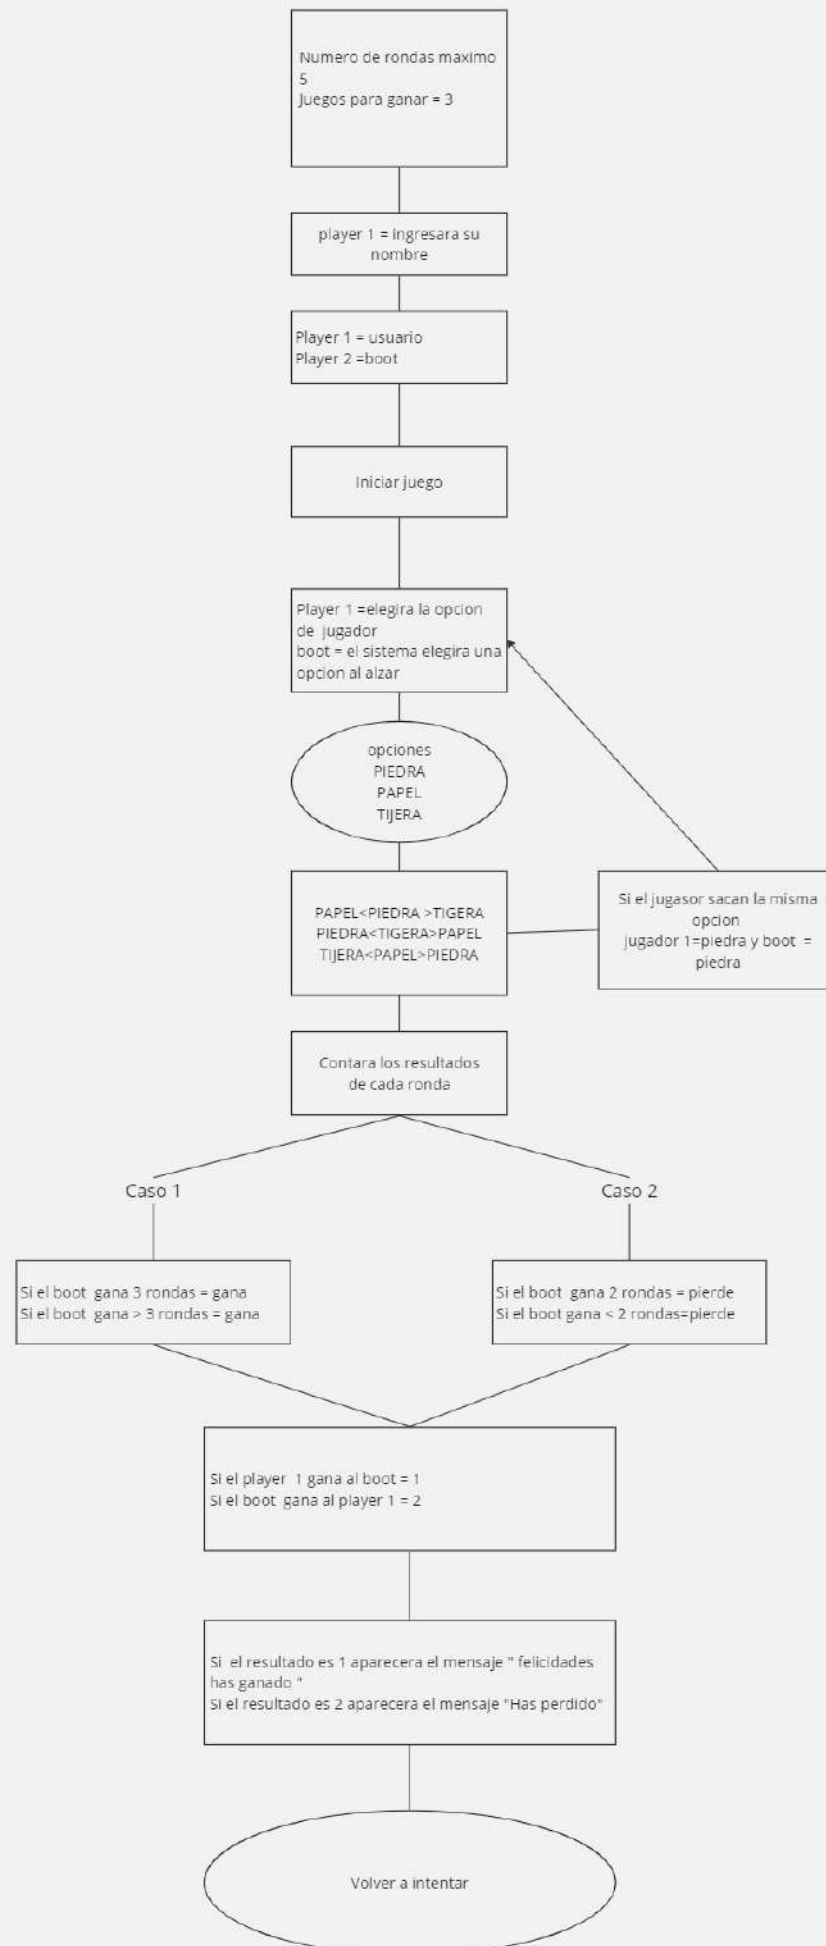 Numero de rondas maximo
5
Juegos para ganar = 3
player 1 = ingresara su
nombre
Player 1 = usuario
Player 2 =boot
Iniciar juego
Player 1 =elegira la opcion
de jugador
boot = el sistema elegira una
opcion al alzar
opciones
PIEDRA
PAPEL
TIJERA
PAPEL<PIEDRA >TIGERA
PIEDRA<TIGERA>PAPEL
TIJERA<PAPEL>PIEDRA
Si el jugasor sacan la misma
opcion
jugador 1=piedra y boot =
piedra
Contara los resultados
de cada ronda
Caso 1
Caso 2
Si el boot gana 3 rondas = gana
Si el boot gana > 3 rondas = gana
Si el boot gana 2 rondas = pierde
Si el boot gana < 2 rondas=pierde
Si el player 1 gana al boot = 1
Si el boot gana al player 1 = 2
Si el resultado es 1 aparecera el mensaje " felicidades
has ganado "
Si el resultado es 2 aparecera el mensaje "Has perdido"
Volver a intentar